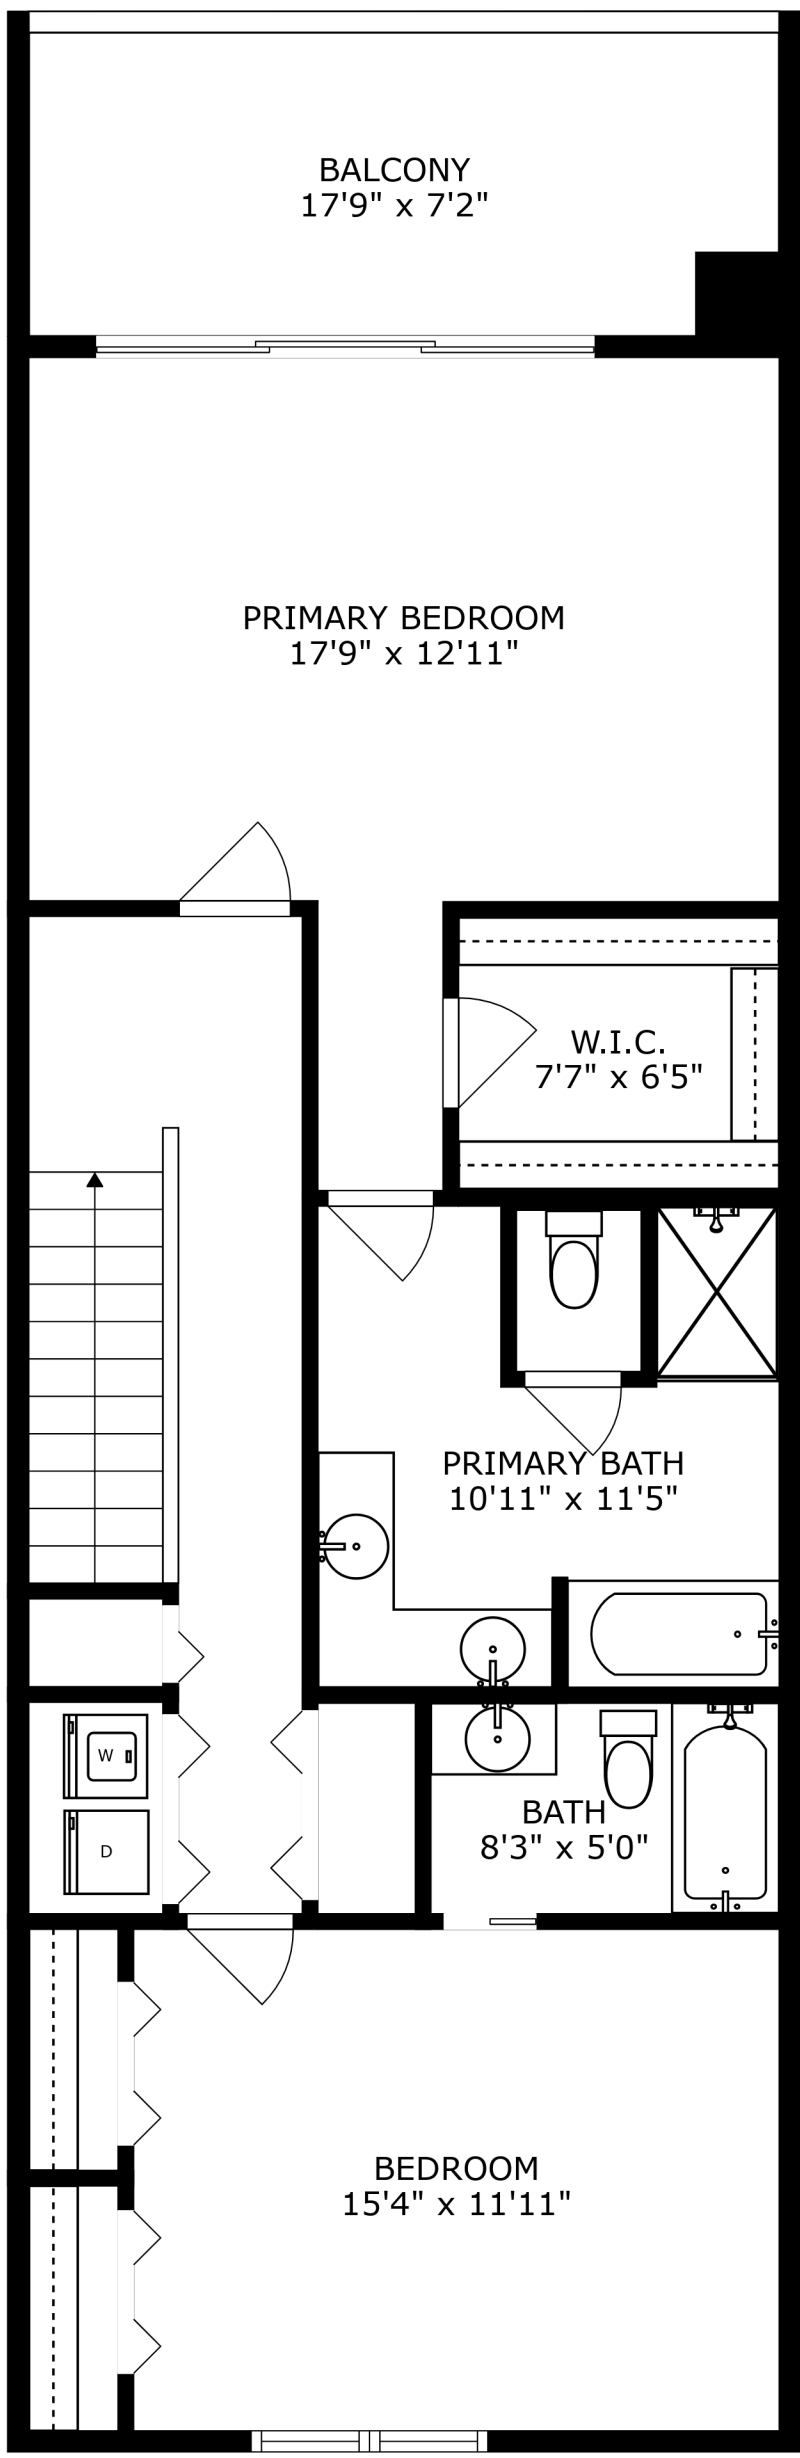 BALCONY
17'9" x 7'2"
PRIMARY BEDROOM
17'9" x 12'11"
W.I.C.
7'7" x 6'5"
PRIMARY BATH
10'11" x 11'5"
W
D
BATH
8'3" x 5'0"
BEDROOM
15'4" x 11'11"